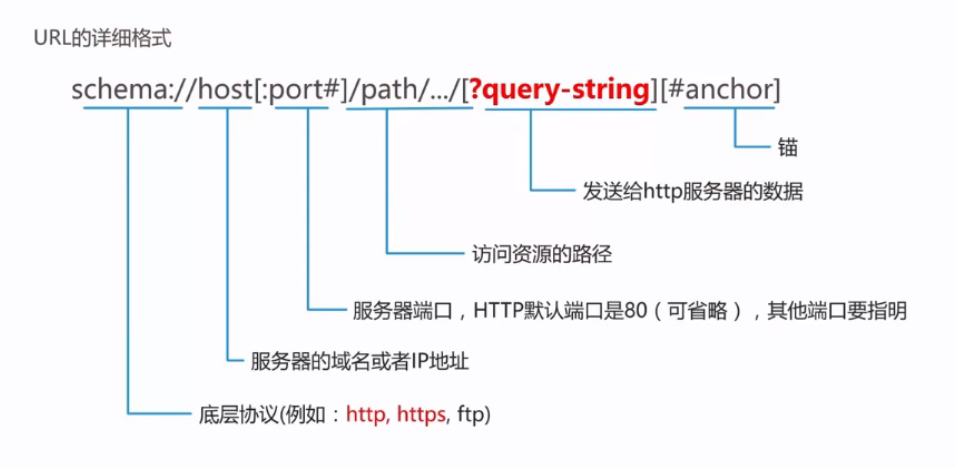 URL的详细格式
schema://host[:port#]/path/.../[?query-string][#anchor]
锚
发送给http服务器的数据
访问资源的路径
服务器端口，HTTP默认端口是80（可省略），其他端口要指明
服务器的域名或者IP地址
底层协议(例如：http, https, ftp)